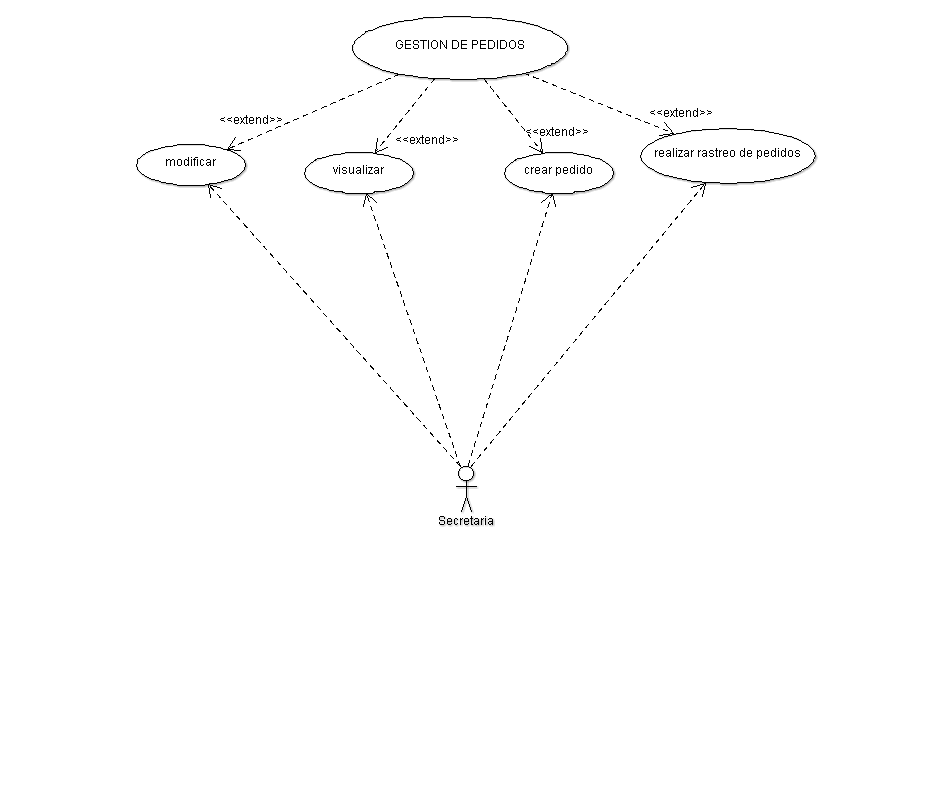 GESTION DE PEDIDOS
<<extend>>
<<extend>>
<<extend>>
<<extend>>
modificar
visualizar
crear pedido
realizar rastreo de pedidos
Secretaria